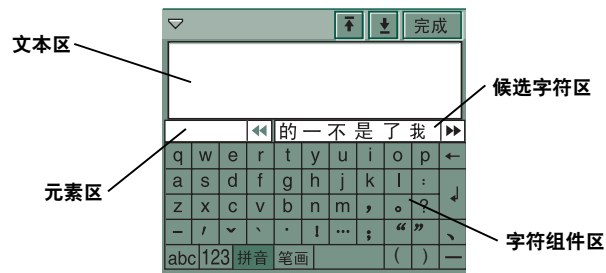 完成
文本区
候选字符区
的一不是了我
q w e r t y u i o p ←
元素区
a s d f g h j k l :
z x c v b n m , 。 ?
– ′ ˇ ˋ · ! … ; “ ” 、
字符组件区
abc 123 拼音 笔画 ( ) —